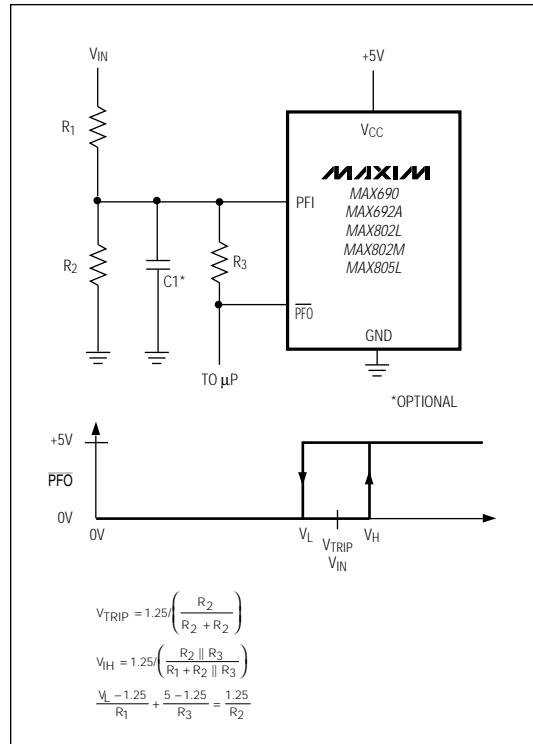 VIN
+5V
R1
VCC
MAXIM
MAX690
MAX692A
MAX802L
MAX802M
MAX805L
PFI
R2
C1*
R3
PFO
GND
TO μP
*OPTIONAL
+5V
PFO
0V
0V
VL
VTRIP
VIN
VH
VTRIP = 1.25/(R2 / (R2 + R2))
VIH = 1.25/(R2 || R3 / (R1 + R2 || R3))
(VL – 1.25)/R1 + (5 – 1.25)/R3 = 1.25/R2